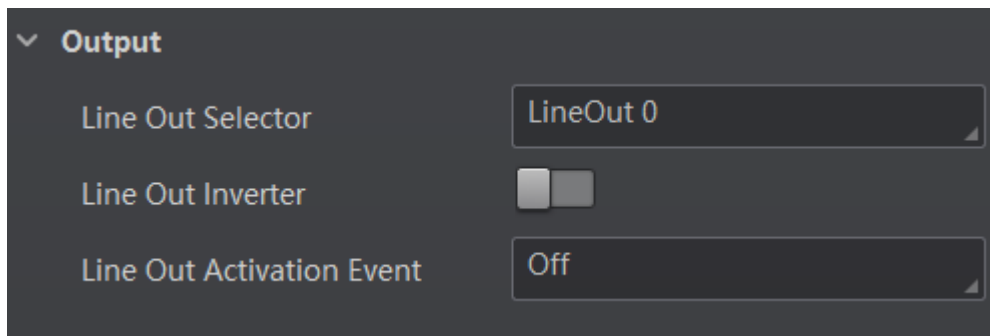 Output
Line Out Selector LineOut 0
Line Out Inverter
Line Out Activation Event Off